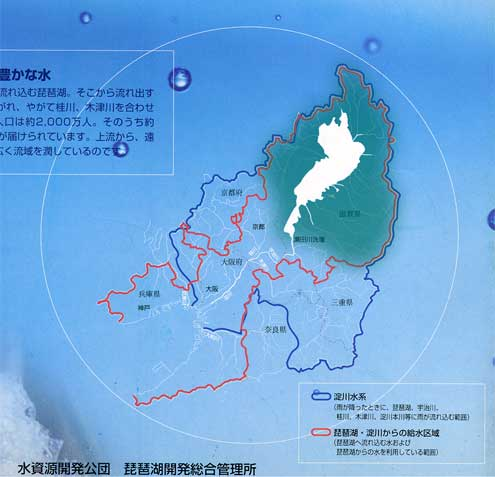 豊かな水
流れ込む琵琶湖。そこから流れ出す
がれ、やがて桂川、木津川を合わせ
人口は約2,000万人。そのうち約
が届けられています。上流から、遠
広く流域を潤しているのです。
京都府
滋賀県
京都
瀬田川洗堰
大阪府
兵庫県
大阪
三重県
神戸
奈良県
淀川水系
(雨が降ったときに、琵琶湖、宇治川、
桂川、木津川、淀川本川等に雨が流れ込む範囲)
琵琶湖・淀川からの給水区域
(琵琶湖へ流れ込む水および
琵琶湖からの水を利用している範囲)
水資源開発公団 琵琶湖開発総合管理所